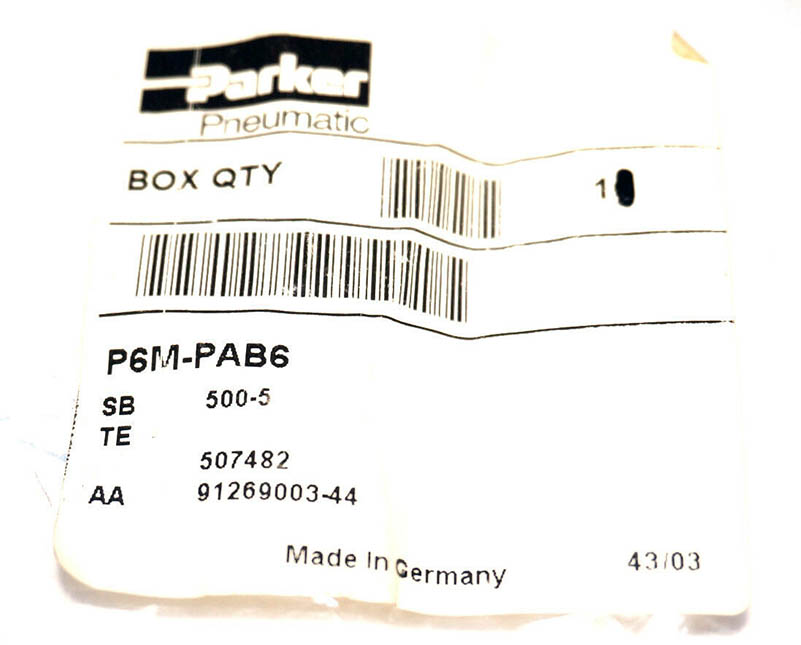 Parker
Pneumatic
BOX QTY 1
P6M-PAB6
SB 500-5
TE
507482
AA 91269003-44
Made In Germany 43/03